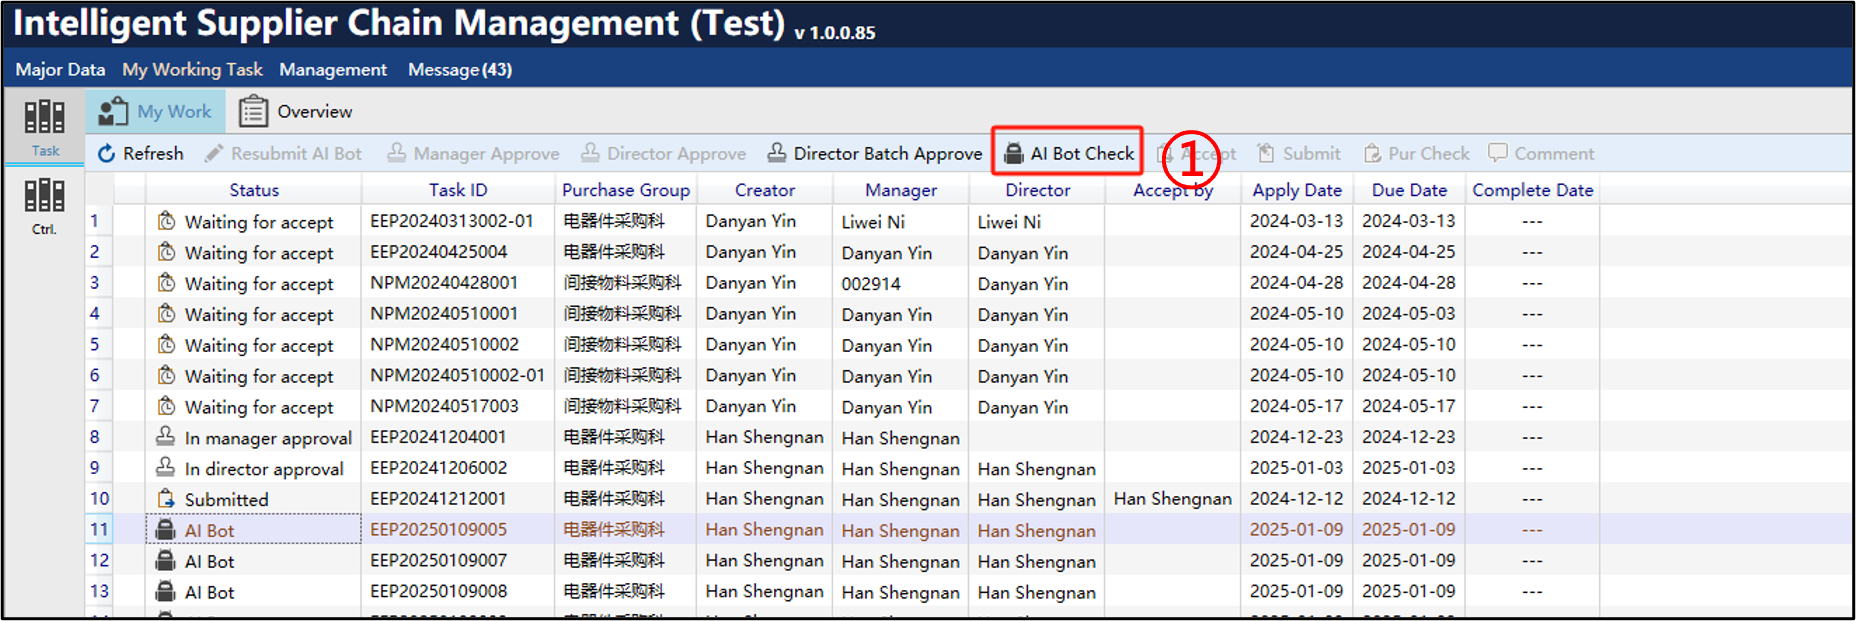 Intelligent Supplier Chain Management (Test) v 1.0.0.85
Major Data My Working Task Management Message(43)
My Work Overview
Task
Refresh Resubmit AI Bot Manager Approve Director Approve Director Batch Approve AI Bot Check ① Accept Submit Pur Check Comment
Ctrl.
Status Task ID Purchase Group Creator Manager Director Accept by Apply Date Due Date Complete Date
1 Waiting for accept EEP20240313002-01 电器件采购科 Danyan Yin Liwei Ni Liwei Ni 2024-03-13 2024-03-13 ---
2 Waiting for accept EEP20240425004 电器件采购科 Danyan Yin Danyan Yin Danyan Yin 2024-04-25 2024-04-25 ---
3 Waiting for accept NPM20240428001 间接物料采购科 Danyan Yin 002914 Danyan Yin 2024-04-28 2024-04-28 ---
4 Waiting for accept NPM20240510001 间接物料采购科 Danyan Yin Danyan Yin Danyan Yin 2024-05-10 2024-05-03 ---
5 Waiting for accept NPM20240510002 间接物料采购科 Danyan Yin Danyan Yin Danyan Yin 2024-05-10 2024-05-10 ---
6 Waiting for accept NPM20240510002-01 间接物料采购科 Danyan Yin Danyan Yin Danyan Yin 2024-05-10 2024-05-10 ---
7 Waiting for accept NPM20240517003 间接物料采购科 Danyan Yin Danyan Yin Danyan Yin 2024-05-17 2024-05-17 ---
8 In manager approval EEP20241204001 电器件采购科 Han Shengnan Han Shengnan 2024-12-23 2024-12-23 ---
9 In director approval EEP20241206002 电器件采购科 Han Shengnan Han Shengnan Han Shengnan 2025-01-03 2025-01-03 ---
10 Submitted EEP20241212001 电器件采购科 Han Shengnan Han Shengnan Han Shengnan Han Shengnan 2024-12-12 2024-12-12 ---
11 AI Bot EEP20250109005 电器件采购科 Han Shengnan Han Shengnan Han Shengnan 2025-01-09 2025-01-09 ---
12 AI Bot EEP20250109007 电器件采购科 Han Shengnan Han Shengnan Han Shengnan 2025-01-09 2025-01-09 ---
13 AI Bot EEP20250109008 电器件采购科 Han Shengnan Han Shengnan Han Shengnan 2025-01-09 2025-01-09 ---